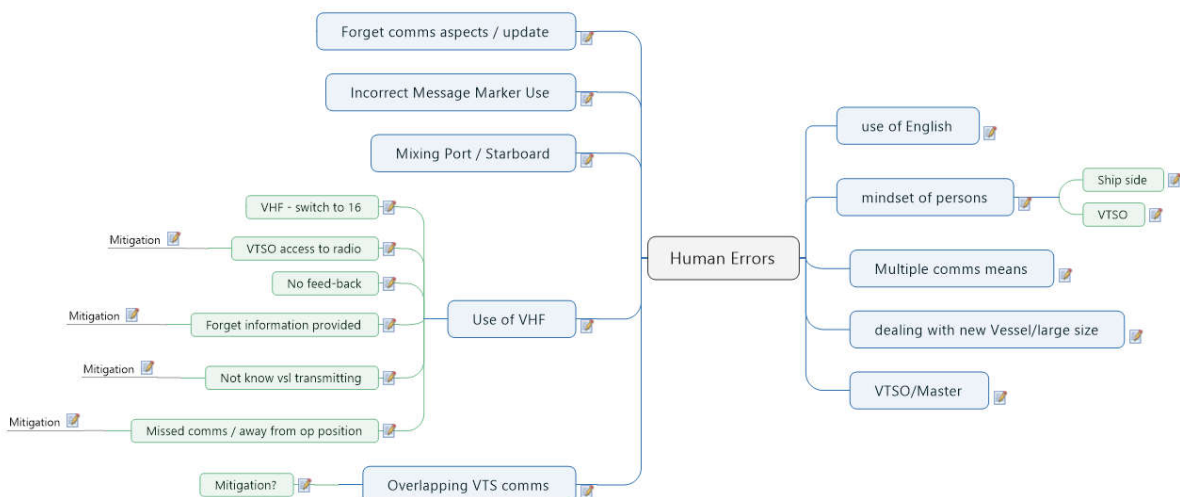 Forget comms aspects / update
Incorrect Message Marker Use
Mixing Port / Starboard
VHF - switch to 16
Mitigation
VTSO access to radio
No feed-back
Mitigation
Forget information provided
Use of VHF
Mitigation
Not know vsl transmitting
Mitigation
Missed comms / away from op position
Mitigation?
Overlapping VTS comms
Human Errors
use of English
mindset of persons
Ship side
VTSO
Multiple comms means
dealing with new Vessel/large size
VTSO/Master